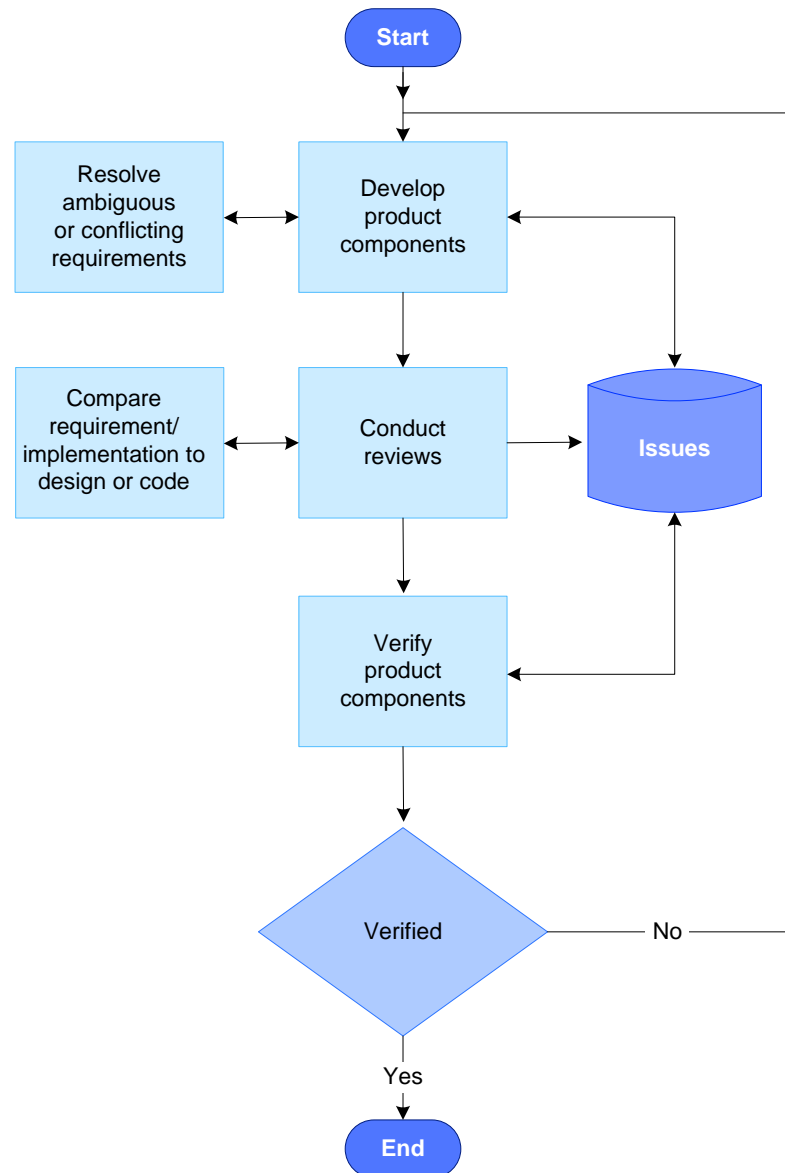 Start
Resolve
ambiguous
or conflicting
requirements
Develop
product
components
Compare
requirement/
implementation to
design or code
Conduct
reviews
Issues
Verify
product
components
Verified
No
Yes
End